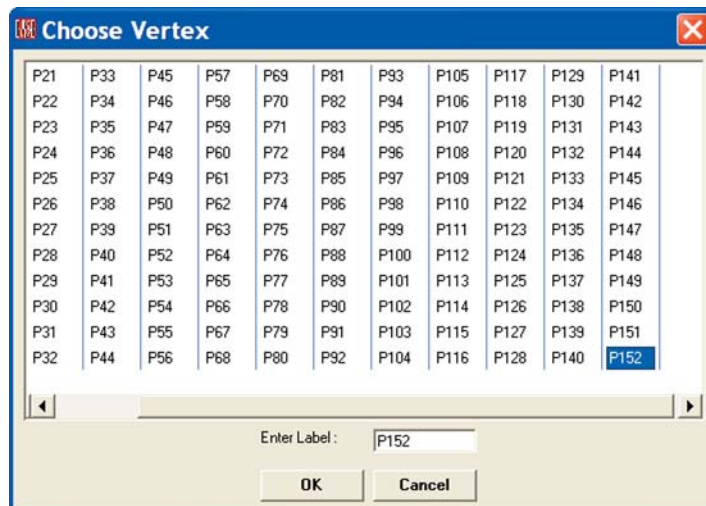 EASE Choose Vertex
P21 P33 P45 P57 P69 P81 P93 P105 P117 P129 P141
P22 P34 P46 P58 P70 P82 P94 P106 P118 P130 P142
P23 P35 P47 P59 P71 P83 P95 P107 P119 P131 P143
P24 P36 P48 P60 P72 P84 P96 P108 P120 P132 P144
P25 P37 P49 P61 P73 P85 P97 P109 P121 P133 P145
P26 P38 P50 P62 P74 P86 P98 P110 P122 P134 P146
P27 P39 P51 P63 P75 P87 P99 P111 P123 P135 P147
P28 P40 P52 P64 P76 P88 P100 P112 P124 P136 P148
P29 P41 P53 P65 P77 P89 P101 P113 P125 P137 P149
P30 P42 P54 P66 P78 P90 P102 P114 P126 P138 P150
P31 P43 P55 P67 P79 P91 P103 P115 P127 P139 P151
P32 P44 P56 P68 P80 P92 P104 P116 P128 P140 P152
Enter Label : P152
OK Cancel